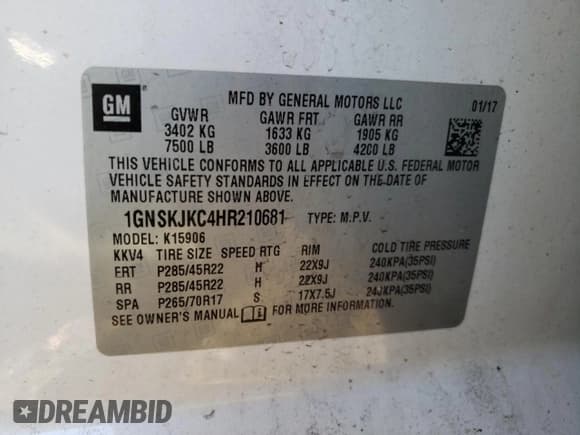 GM
MFD BY GENERAL MOTORS LLC 01/17
GVWR GAWR FRT GAWR RR
3402 KG 1633 KG 1905 KG
7500 LB 3600 LB 4200 LB
THIS VEHICLE CONFORMS TO ALL APPLICABLE U.S. FEDERAL MOTOR
VEHICLE SAFETY STANDARDS IN EFFECT ON THE DATE OF
MANUFACTURE SHOWN ABOVE.
1GNSKJKC4HR210681 TYPE: M.P.V.
MODEL: K15906
KKV4 TIRE SIZE SPEED RTG RIM COLD TIRE PRESSURE
FRT P285/45R22 H 22X9J 240KPA(35PSI)
RR P285/45R22 H 22X9J 240KPA(35PSI)
SPA P265/70R17 S 17X7.5J 240KPA(35PSI)
SEE OWNER'S MANUAL FOR MORE INFORMATION.
DREAMBID